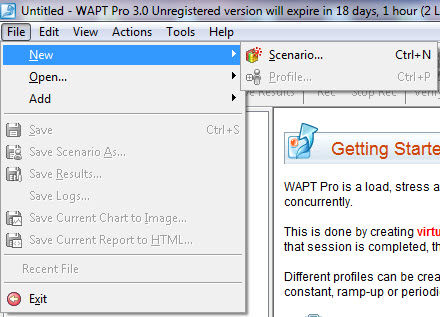 Untitled - WAPT Pro 3.0 Unregistered version will expire in 18 days, 1 hour (2 L
File Edit View Actions Tools Help
New
Scenario... Ctrl+N
Open...
Profile... Ctrl+P
Add
Results Rec Stop Rec
Save Ctrl+S
Save Scenario As...
Save Results...
Save Logs...
Save Current Chart to Image...
Save Current Report to HTML...
Recent File
Exit
Getting Starte
WAPT Pro is a load, stress a
concurrently.
This is done by creating virtu
that session is completed, th
Different profiles can be crea
constant, ramp-up or periodi